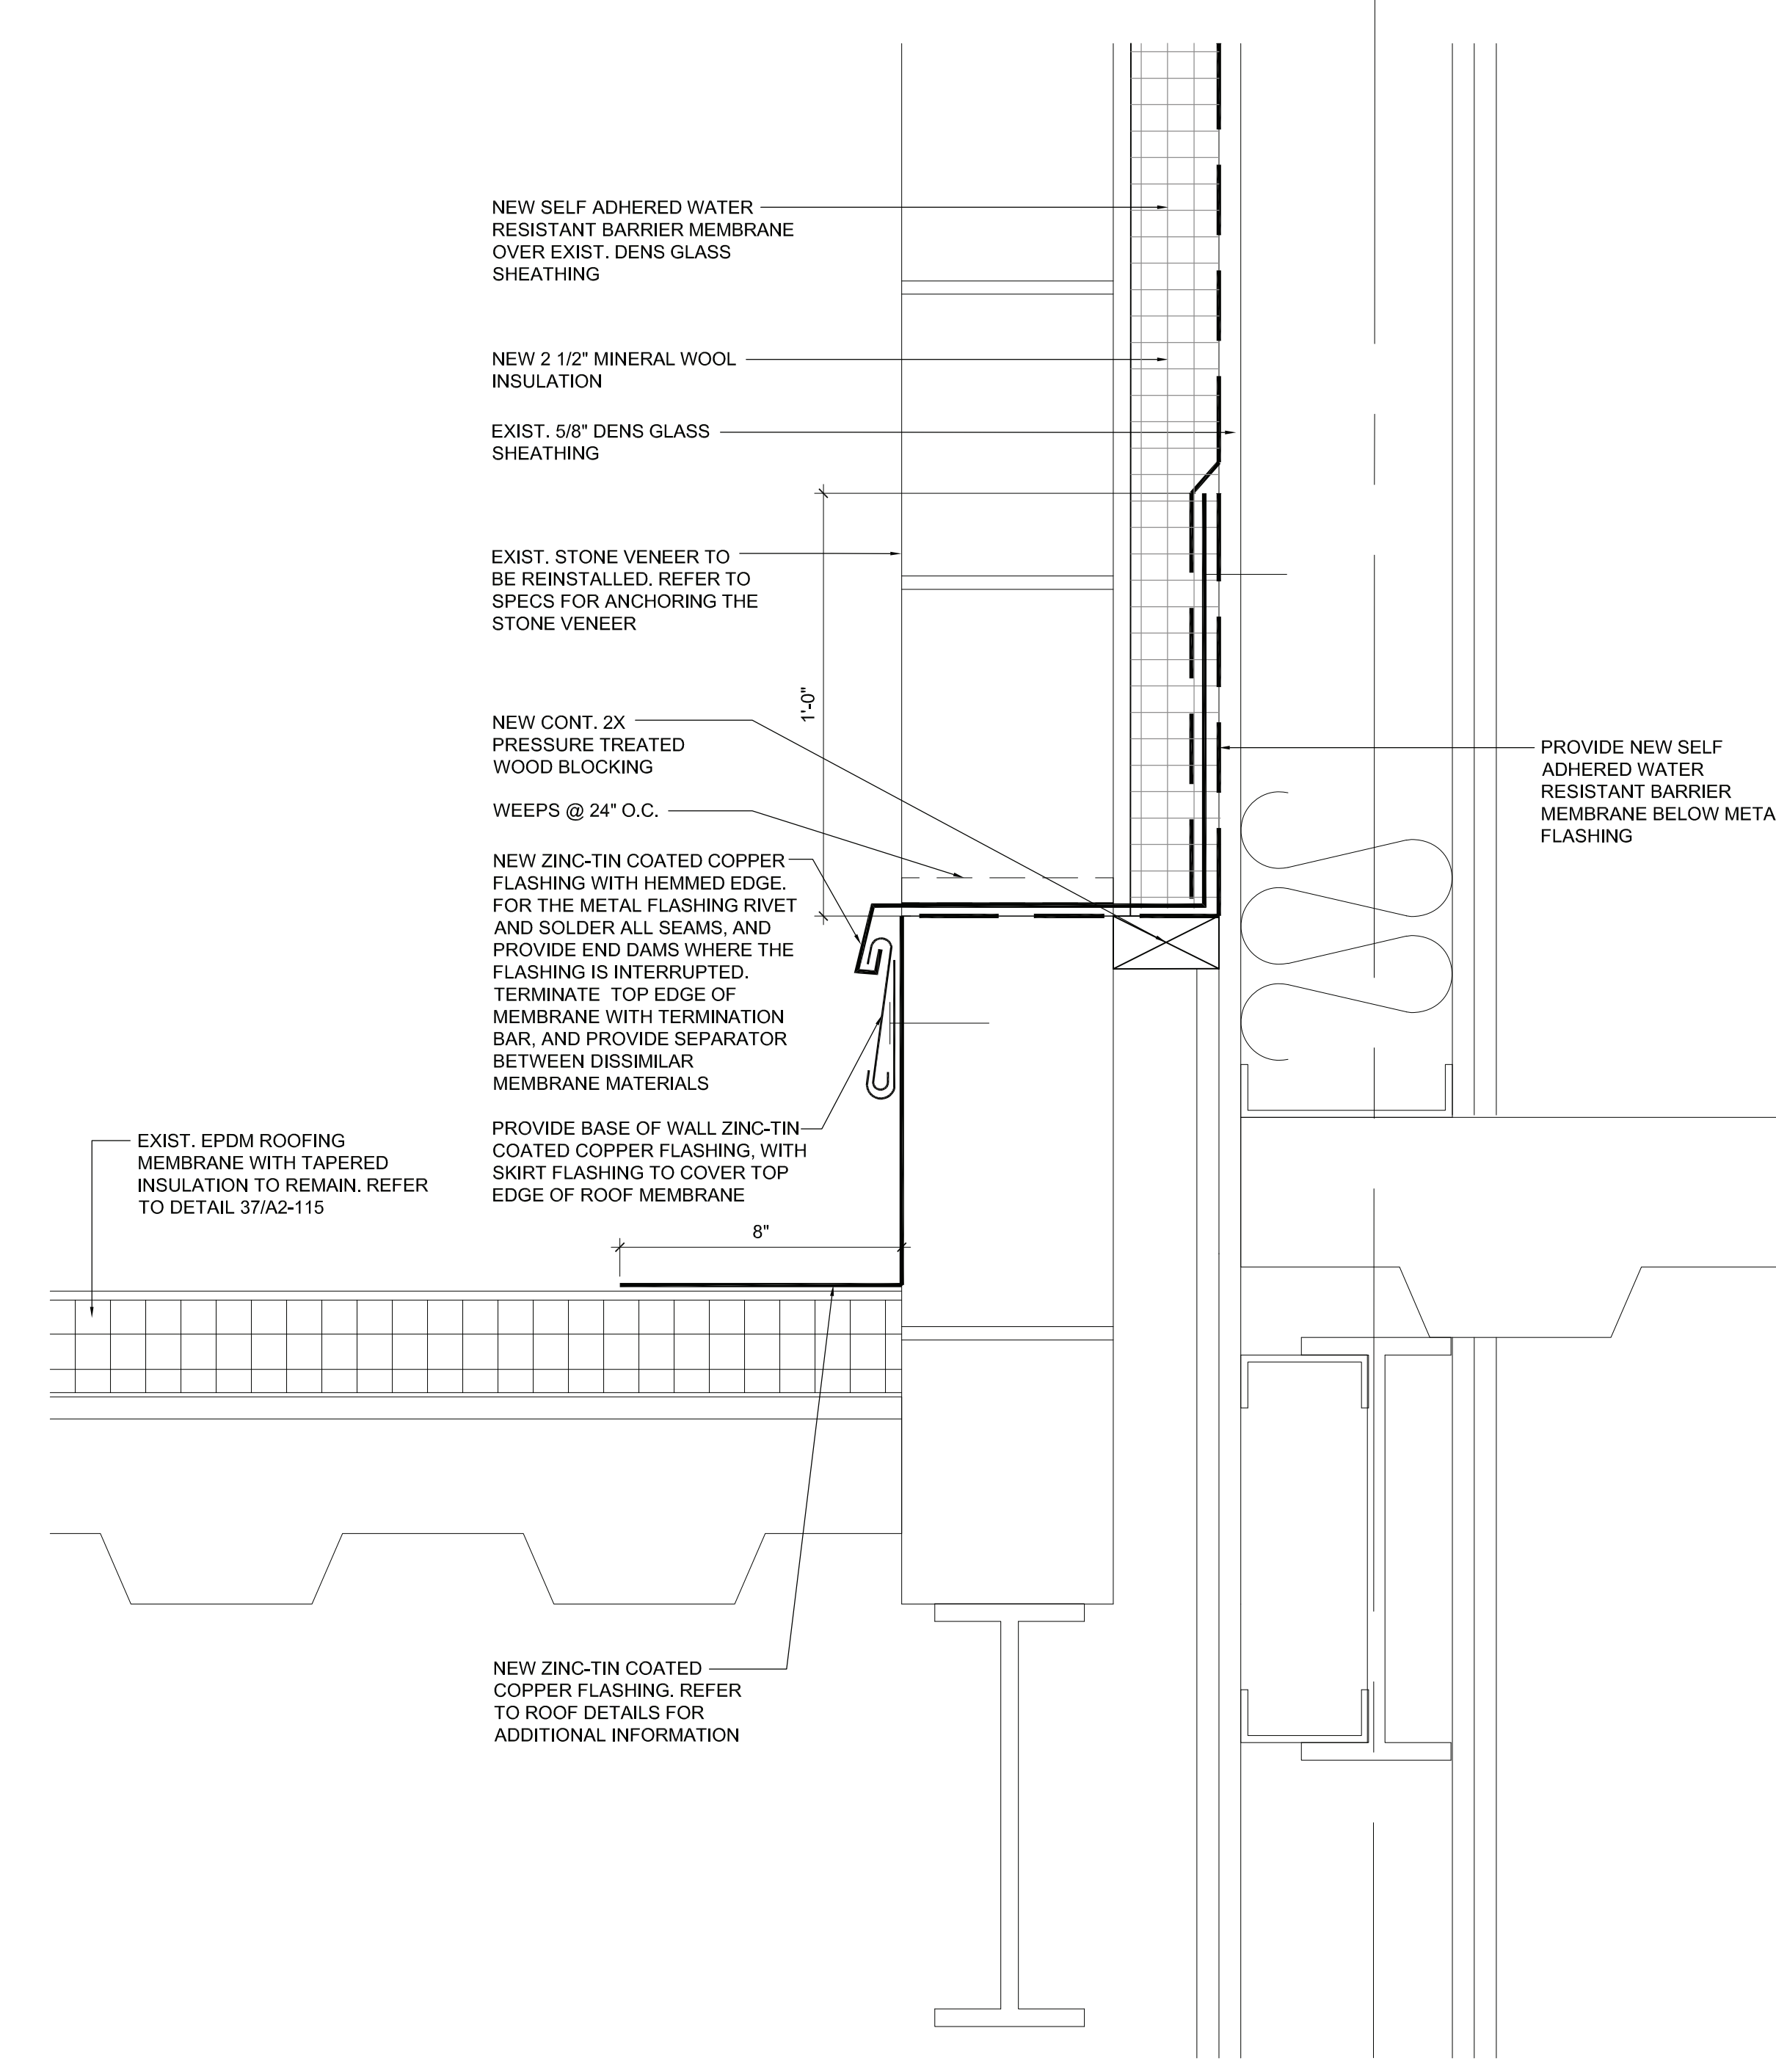 NEW SELF ADHERED WATER
RESISTANT BARRIER MEMBRANE
OVER EXIST. DENS GLASS
SHEATHING
NEW 2 1/2" MINERAL WOOL
INSULATION
EXIST. 5/8" DENS GLASS
SHEATHING
EXIST. STONE VENEER TO
BE REINSTALLED. REFER TO
SPECS FOR ANCHORING THE
STONE VENEER
1'-0"
NEW CONT. 2X
PRESSURE TREATED
WOOD BLOCKING
WEEPS @ 24" O.C.
NEW ZINC-TIN COATED COPPER
FLASHING WITH HEMMED EDGE.
FOR THE METAL FLASHING RIVET
AND SOLDER ALL SEAMS, AND
PROVIDE END DAMS WHERE THE
FLASHING IS INTERRUPTED.
TERMINATE TOP EDGE OF
MEMBRANE WITH TERMINATION
BAR, AND PROVIDE SEPARATOR
BETWEEN DISSIMILAR
MEMBRANE MATERIALS
PROVIDE NEW SELF
ADHERED WATER
RESISTANT BARRIER
MEMBRANE BELOW META
FLASHING
PROVIDE BASE OF WALL ZINC-TIN
COATED COPPER FLASHING, WITH
SKIRT FLASHING TO COVER TOP
EDGE OF ROOF MEMBRANE
EXIST. EPDM ROOFING
MEMBRANE WITH TAPERED
INSULATION TO REMAIN. REFER
TO DETAIL 37/A2-115
8"
NEW ZINC-TIN COATED
COPPER FLASHING. REFER
TO ROOF DETAILS FOR
ADDITIONAL INFORMATION